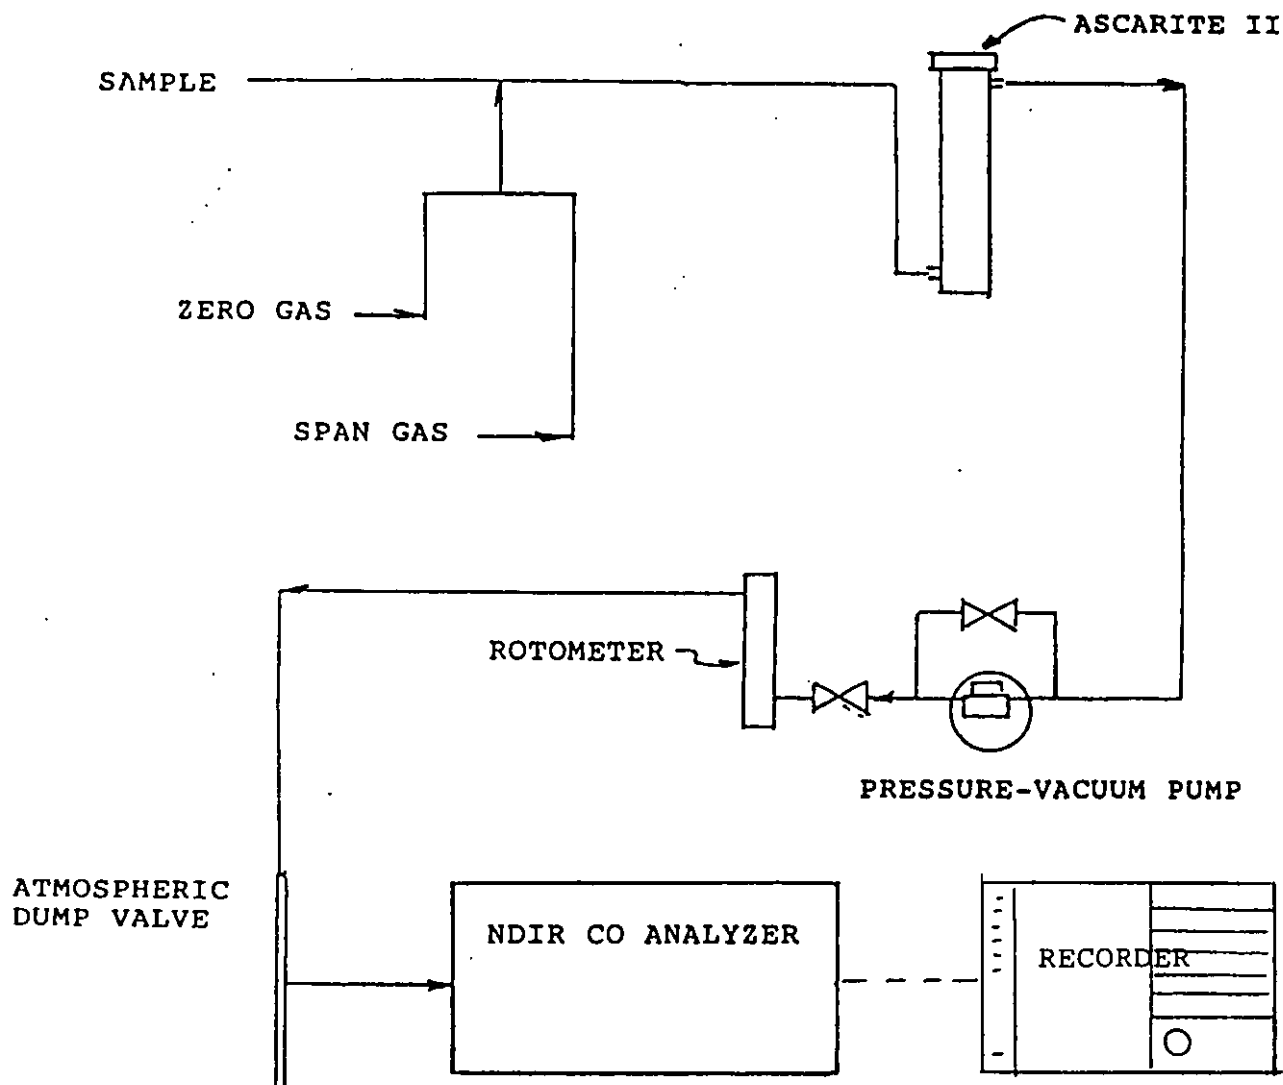 ASCARITE II
SAMPLE
ZERO GAS
SPAN GAS
ROTOMETER
PRESSURE-VACUUM PUMP
ATMOSPHERIC
DUMP VALVE
NDIR CO ANALYZER
RECORDER